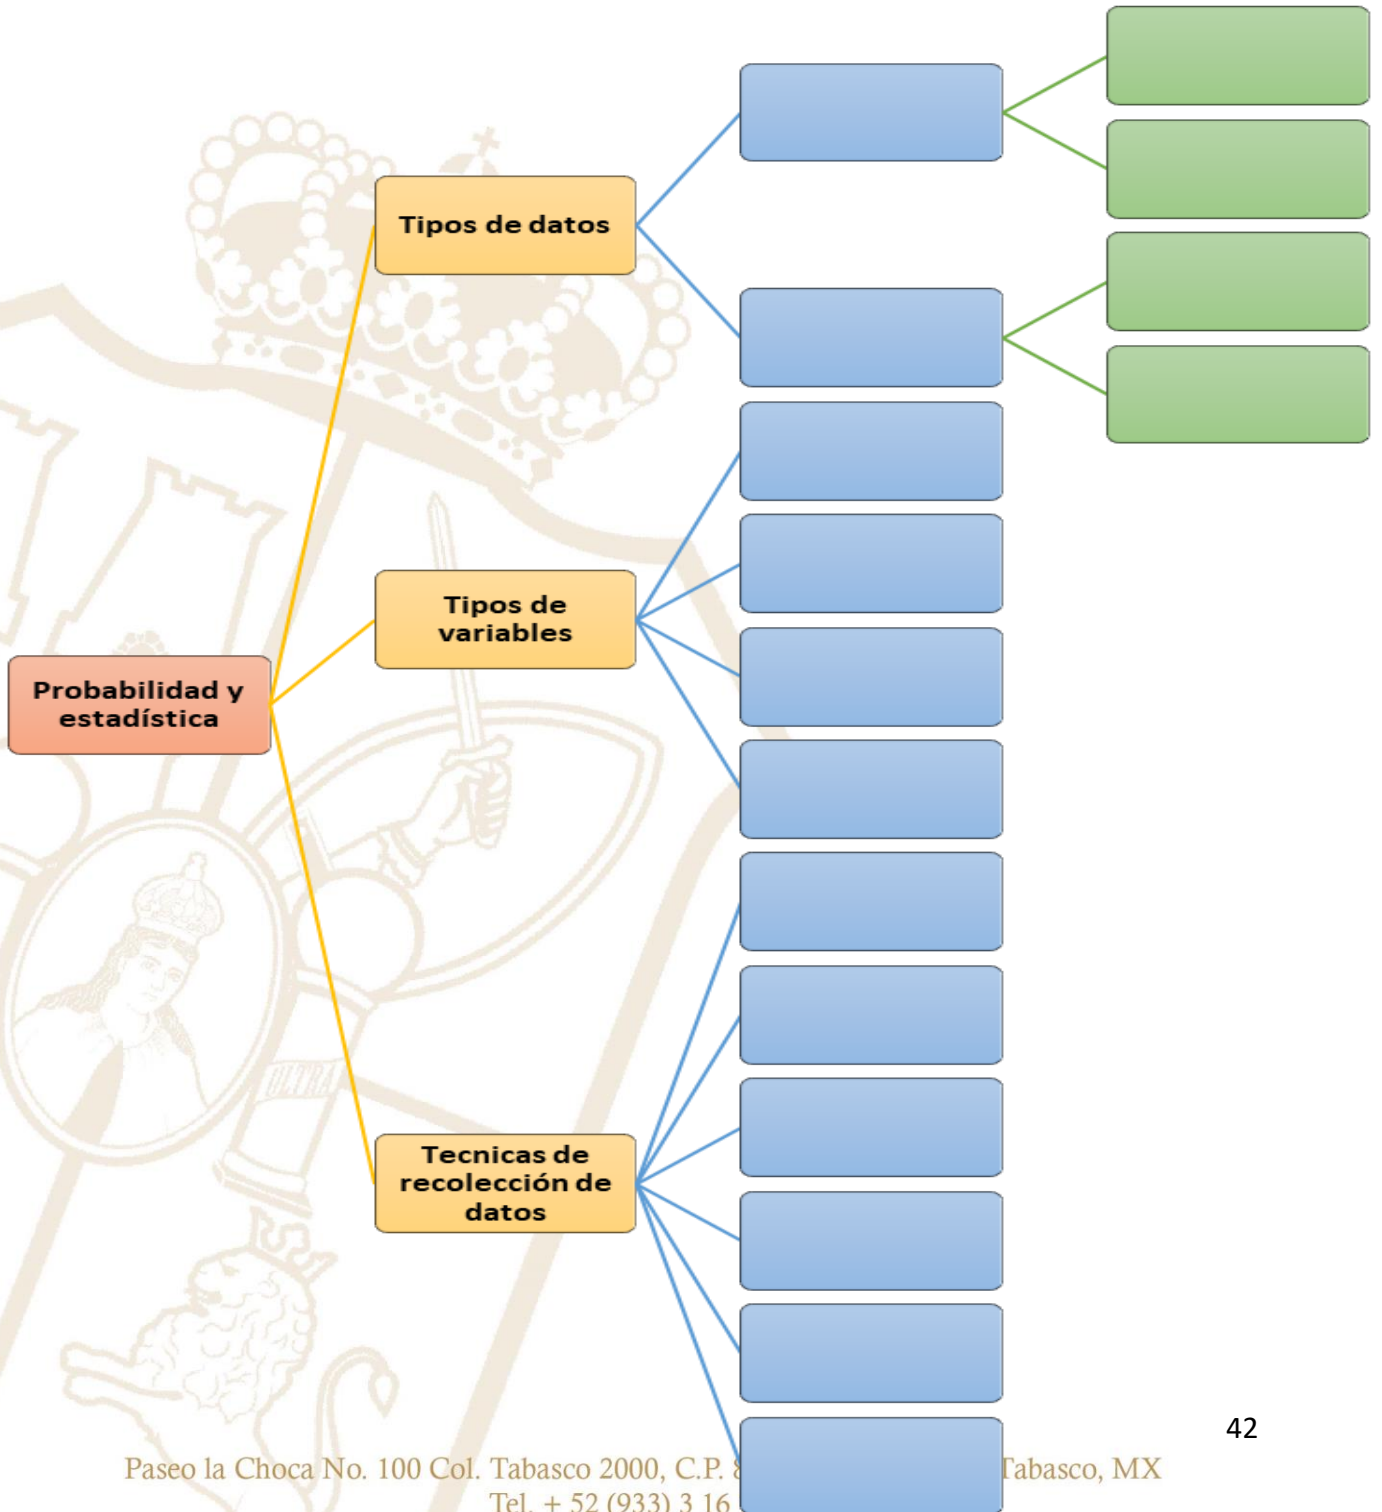 Tipos de datos
Tipos de
variables
Probabilidad y
estadística
Tecnicas de
recolección de
datos
ULTRA
42
Paseo la Choca No. 100 Col. Tabasco 2000, C.P. Tabasco, MX
Tel. + 52 (933) 3 16